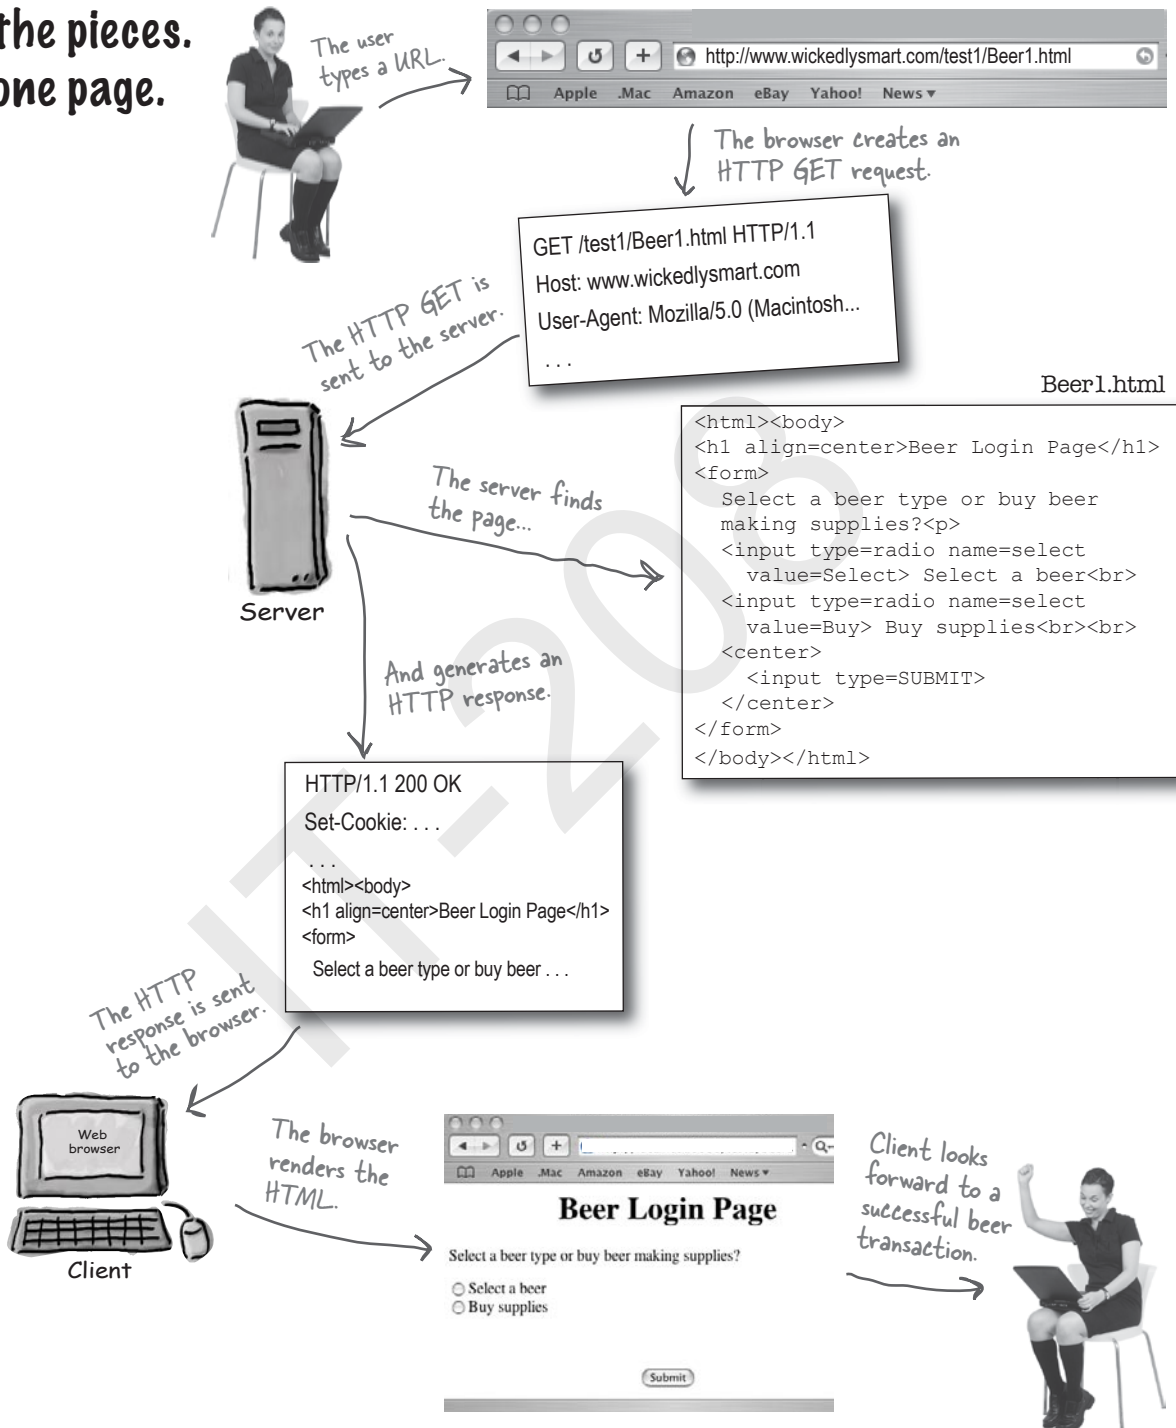 the pieces.
one page.
The user
types a URL.
http://www.wickedlysmart.com/test1/Beer1.html
Apple .Mac Amazon eBay Yahoo! News ▾
The browser creates an
HTTP GET request.
GET /test1/Beer1.html HTTP/1.1
Host: www.wickedlysmart.com
User-Agent: Mozilla/5.0 (Macintosh...
. . .
The HTTP GET is
sent to the server.
Beer1.html
<html><body>
<h1 align=center>Beer Login Page</h1>
<form>
Select a beer type or buy beer
making supplies?<p>
<input type=radio name=select
value=Select> Select a beer<br>
<input type=radio name=select
value=Buy> Buy supplies<br><br>
<center>
<input type=SUBMIT>
</center>
</form>
</body></html>
The server finds
the page...
Server
And generates an
HTTP response.
HTTP/1.1 200 OK
Set-Cookie: . . .
. . .
<html><body>
<h1 align=center>Beer Login Page</h1>
<form>
Select a beer type or buy beer . . .
IT-208
The HTTP
response is sent
to the browser.
Web
browser
Client
The browser
renders the
HTML.
Apple .Mac Amazon eBay Yahoo! News ▾
Beer Login Page
Select a beer type or buy beer making supplies?
Select a beer
Buy supplies
Submit
Client looks
forward to a
successful beer
transaction.